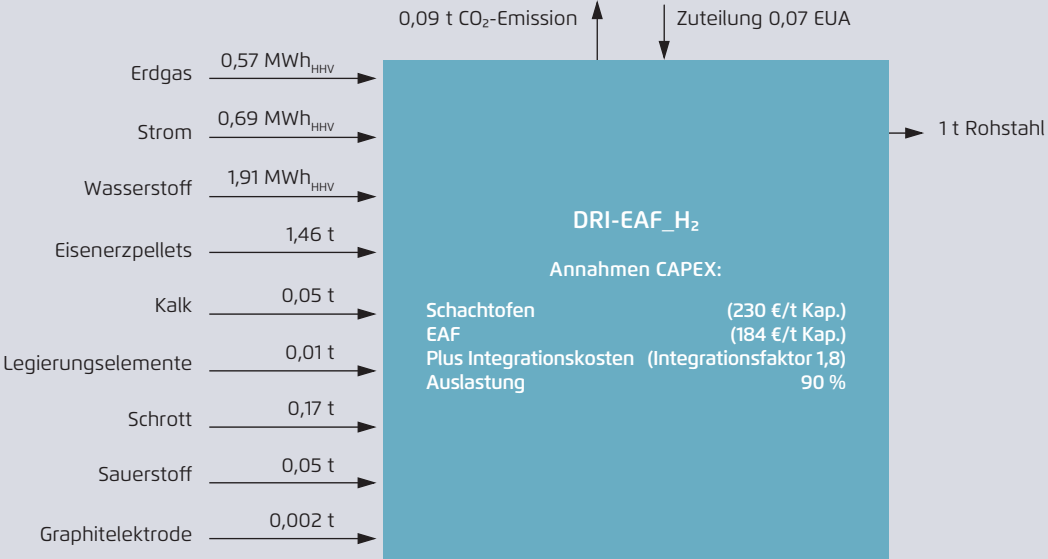 0,09 t CO₂-Emission
Zuteilung 0,07 EUA
Erdgas 0,57 MWh_HHV
Strom 0,69 MWh_HHV
1 t Rohstahl
Wasserstoff 1,91 MWh_HHV
Eisenerzpellets 1,46 t
Kalk 0,05 t
Legierungselemente 0,01 t
Schrott 0,17 t
Sauerstoff 0,05 t
Graphitelektrode 0,002 t
DRI-EAF_H₂
Annahmen CAPEX:
Schachtofen (230 €/t Kap.)
EAF (184 €/t Kap.)
Plus Integrationskosten (Integrationsfaktor 1,8)
Auslastung 90 %